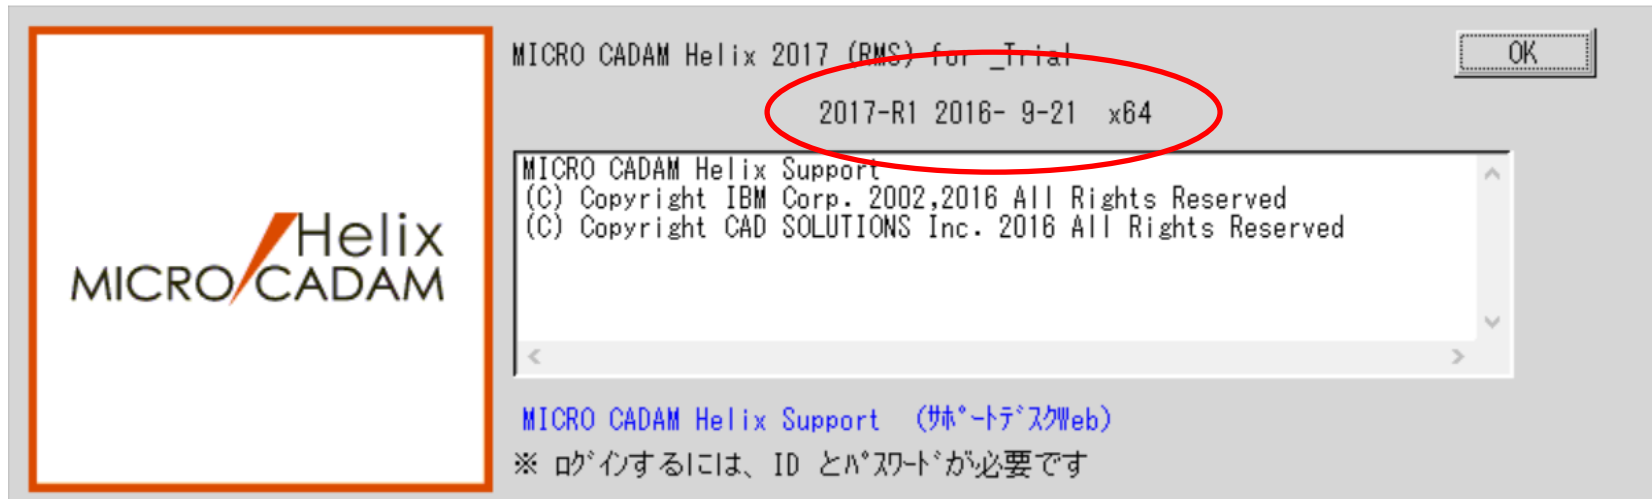 Helix
MICRO CADAM
MICRO CADAM Helix 2017 (RMS) for _Trial
OK
2017-R1 2016- 9-21 x64
MICRO CADAM Helix Support
(C) Copyright IBM Corp. 2002,2016 All Rights Reserved
(C) Copyright CAD SOLUTIONS Inc. 2016 All Rights Reserved
MICRO CADAM Helix Support (ｻﾎﾟｰﾄﾃﾞｽｸWeb)
※ ﾛｸﾞｲﾝするには、ID とﾊﾟｽﾜｰﾄﾞが必要です